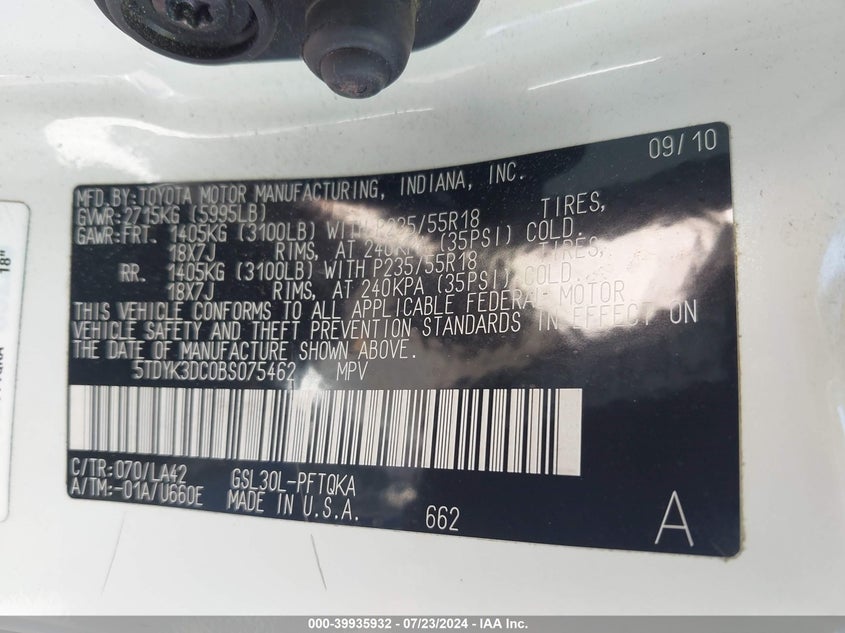 09/10
MFD. BY: TOYOTA MOTOR MANUFACTURING, INDIANA, INC.
GVWR: 2715KG (5995LB)
GAWR: FRT. 1405KG (3100LB) WITH P235/55R18 TIRES,
18X7J RIMS, AT 240KPA (35PSI) COLD.
RR. 1405KG (3100LB) WITH P235/55R18 TIRES,
18X7J RIMS, AT 240KPA (35PSI) COLD.
THIS VEHICLE CONFORMS TO ALL APPLICABLE FEDERAL MOTOR
VEHICLE SAFETY AND THEFT PREVENTION STANDARDS IN EFFECT ON
THE DATE OF MANUFACTURE SHOWN ABOVE.
5TDYK3DC0BS075462 MPV
C/TR: 070/LA42 GSL30L-PFTQKA
A/TM: -01A/U660E MADE IN U.S.A. 662 A
18"
000-39935932 - 07/23/2024 - IAA Inc.